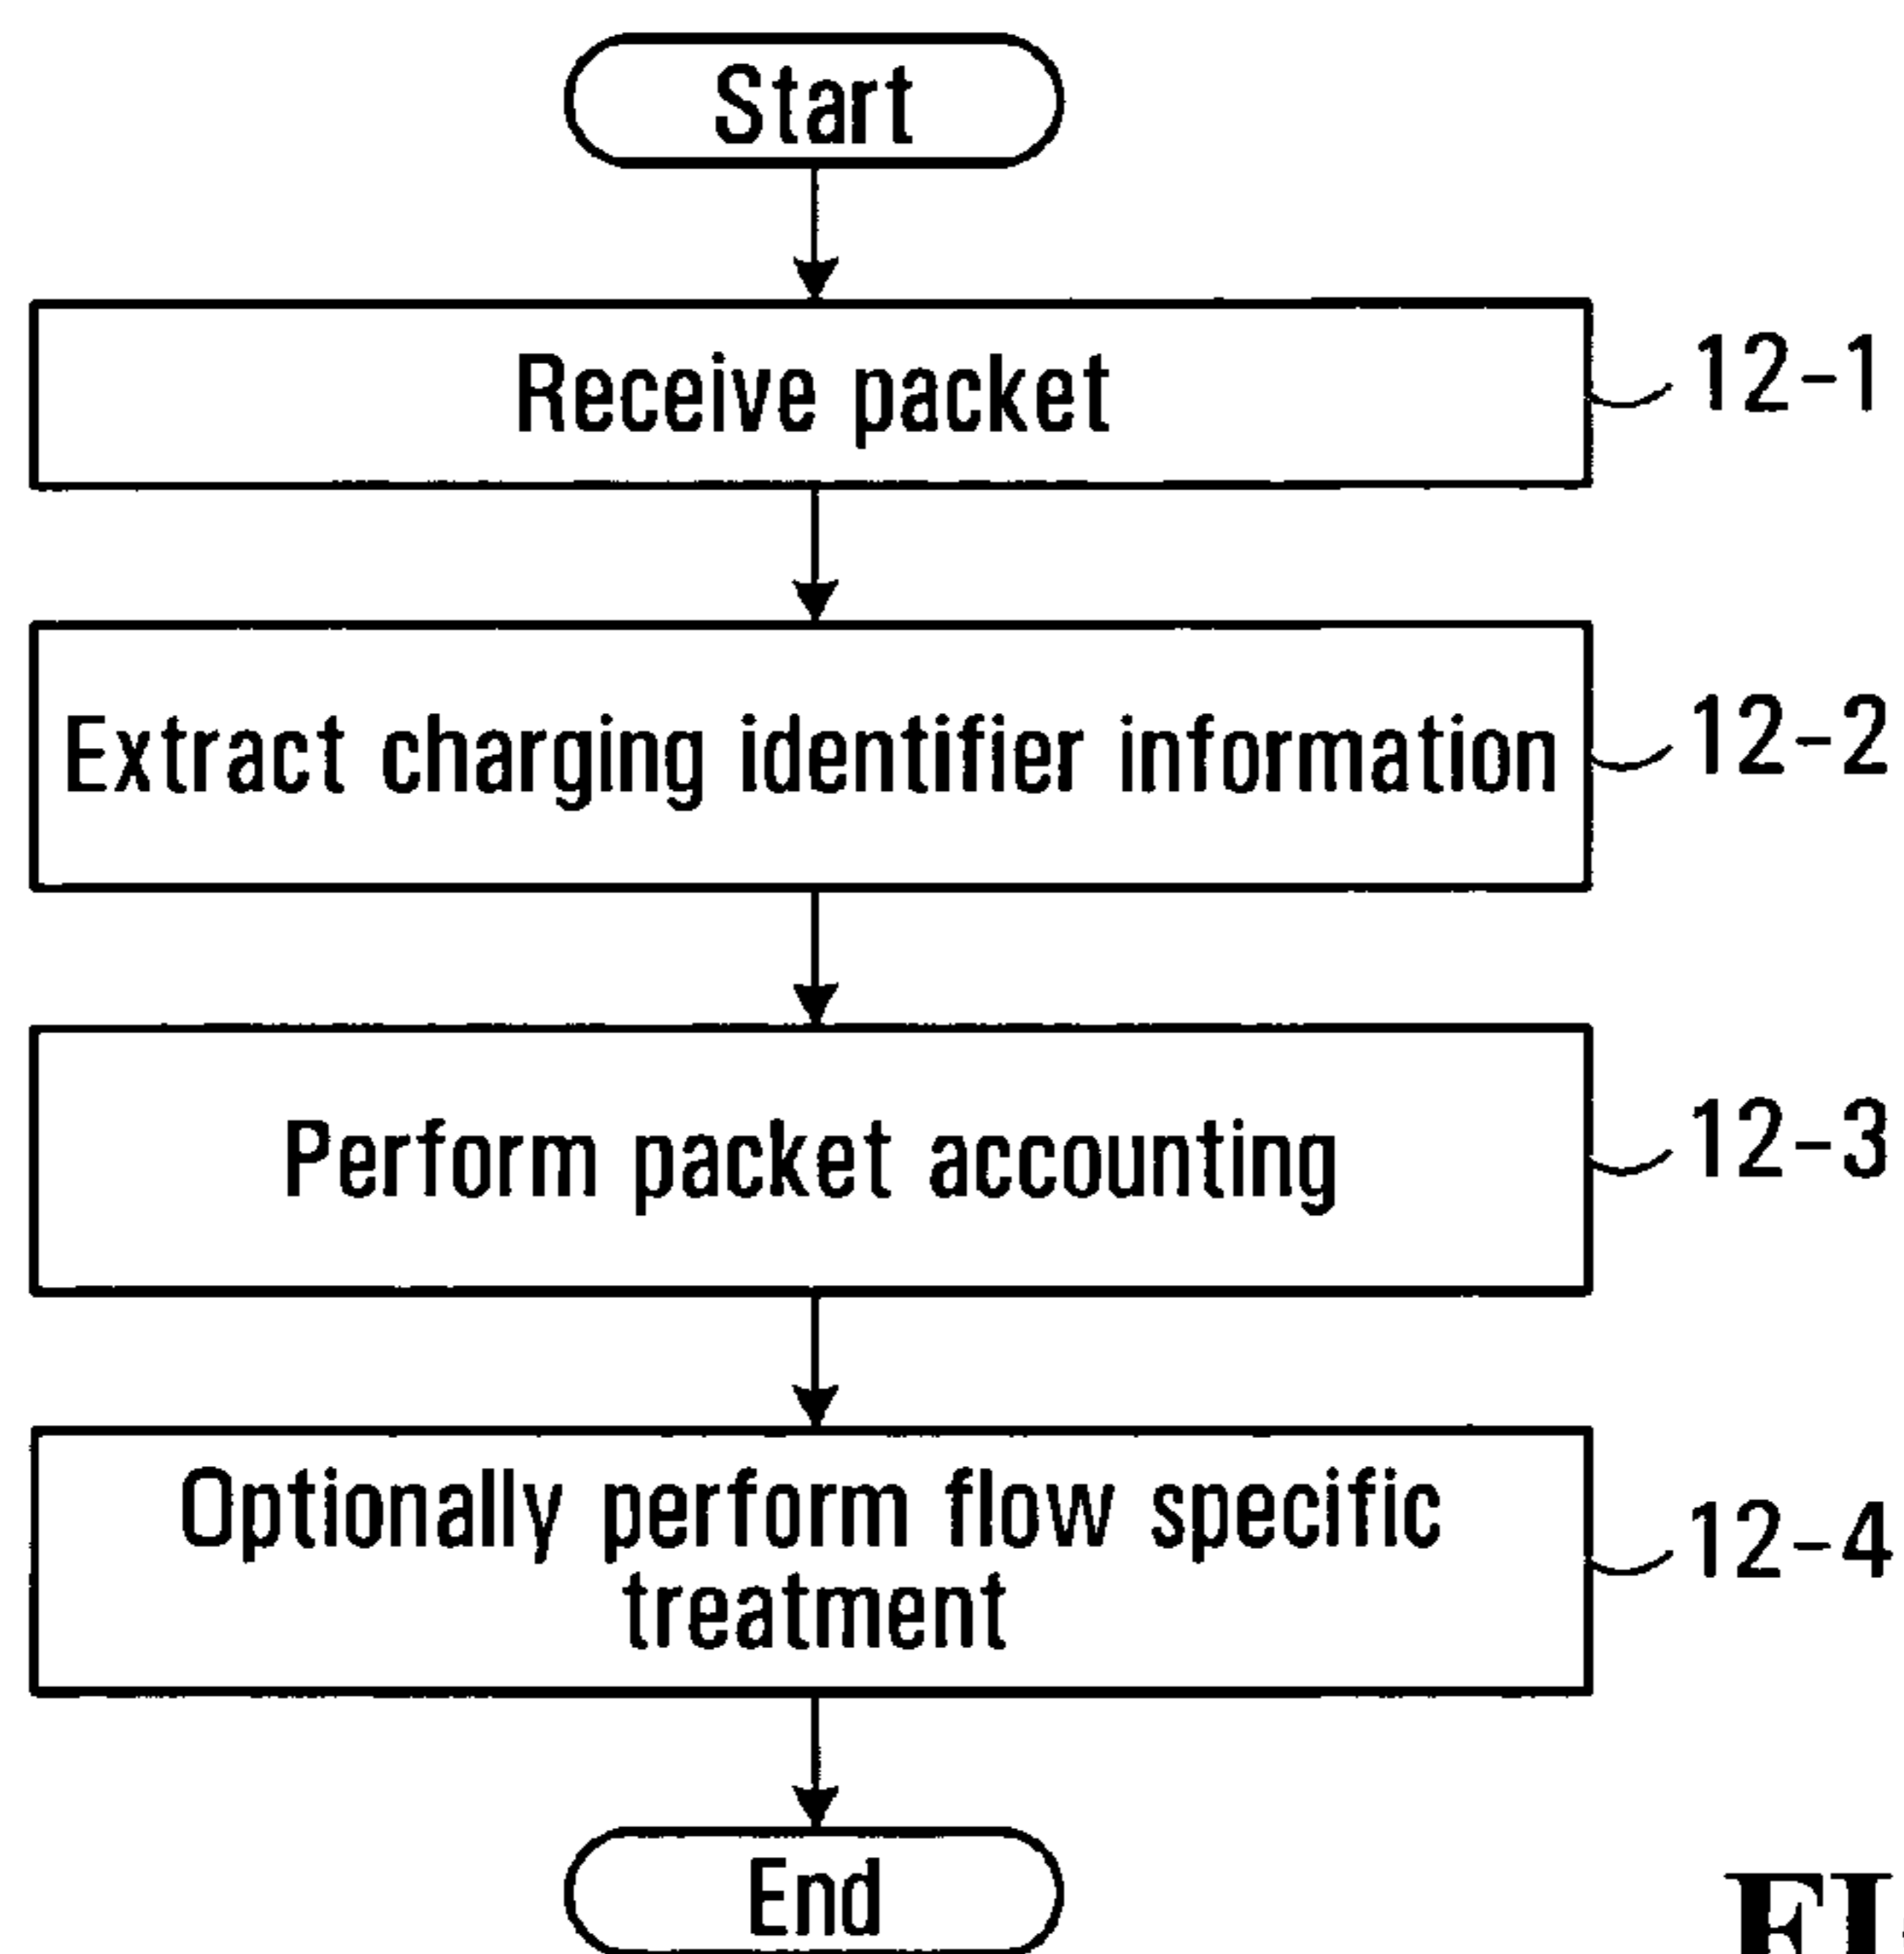 Start
Receive packet
12-1
Extract charging identifier information
12-2
Perform packet accounting
12-3
Optionally perform flow specific
treatment
12-4
End